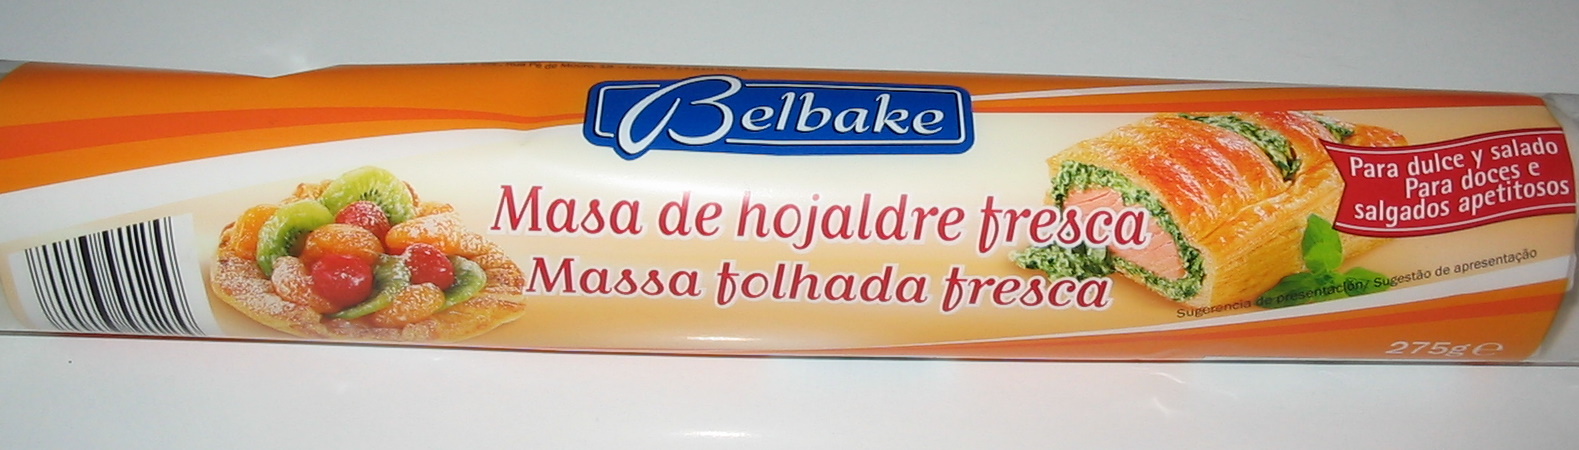 Belbake
Masa de hojaldre fresca
Massa folhada fresca
Para dulce y salado
Para doces e
salgados apetitosos
Sugerencia de presentación/ Sugestão de apresentação
275g e